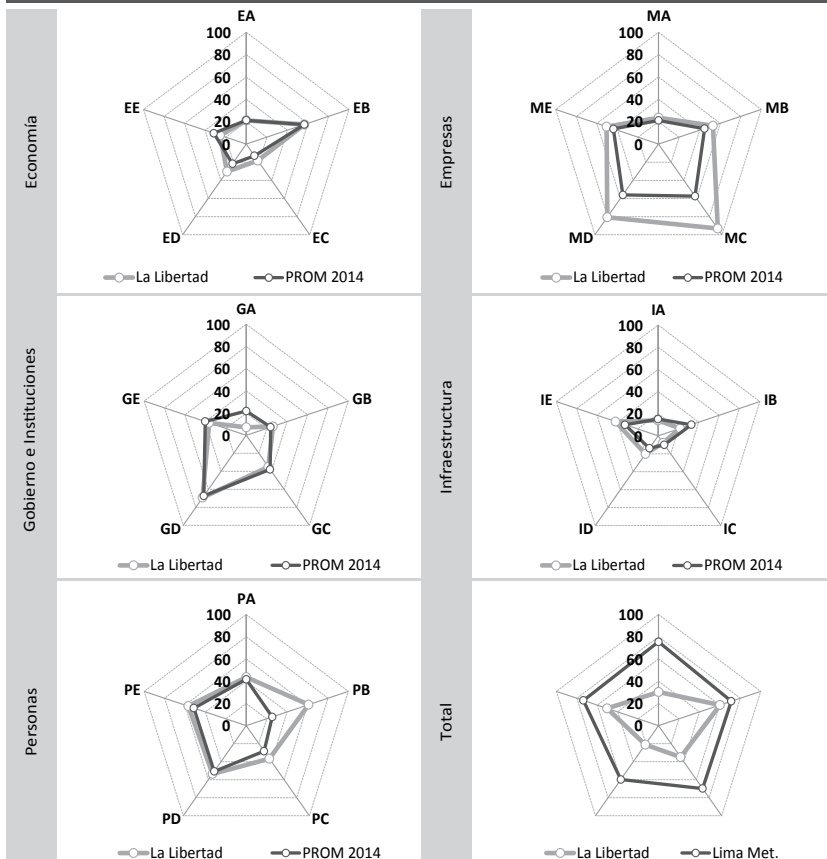 Economía
EA
100
80
60
40
20
0
EE
EB
ED
EC
La Libertad PROM 2014
Empresas
MA
100
80
60
40
20
0
ME
MB
MD
MC
La Libertad PROM 2014
Gobierno e Instituciones
GA
100
80
60
40
20
0
GE
GB
GD
GC
La Libertad PROM 2014
Infraestructura
IA
100
80
60
40
20
0
IE
IB
ID
IC
La Libertad PROM 2014
Personas
PA
100
80
60
40
20
0
PE
PB
PD
PC
La Libertad PROM 2014
Total
100
80
60
40
20
0
La Libertad Lima Met.